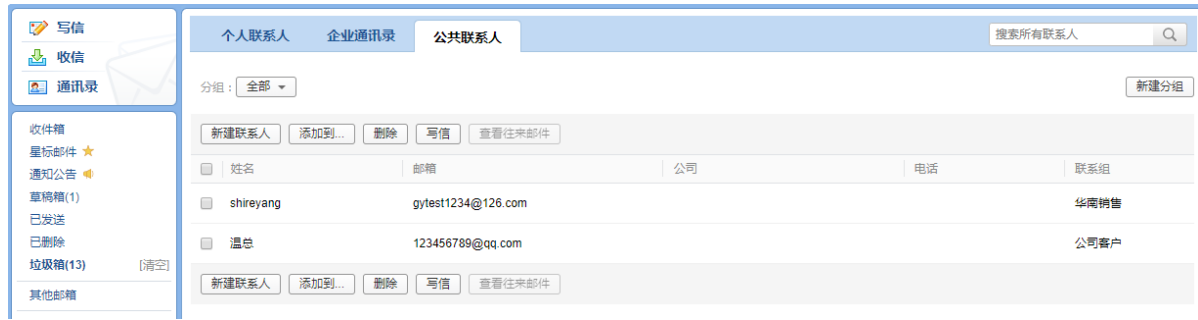 写信
收信
通讯录
收件箱
星标邮件
通知公告
草稿箱(1)
已发送
已删除
垃圾箱(13) [清空]
其他邮箱
个人联系人 企业通讯录 公共联系人 搜索所有联系人
分组： 全部 新建分组
新建联系人 添加到... 删除 写信 查看往来邮件
姓名 邮箱 公司 电话 联系组
shireyang gytest1234@126.com 华南销售
温总 123456789@qq.com 公司客户
新建联系人 添加到... 删除 写信 查看往来邮件